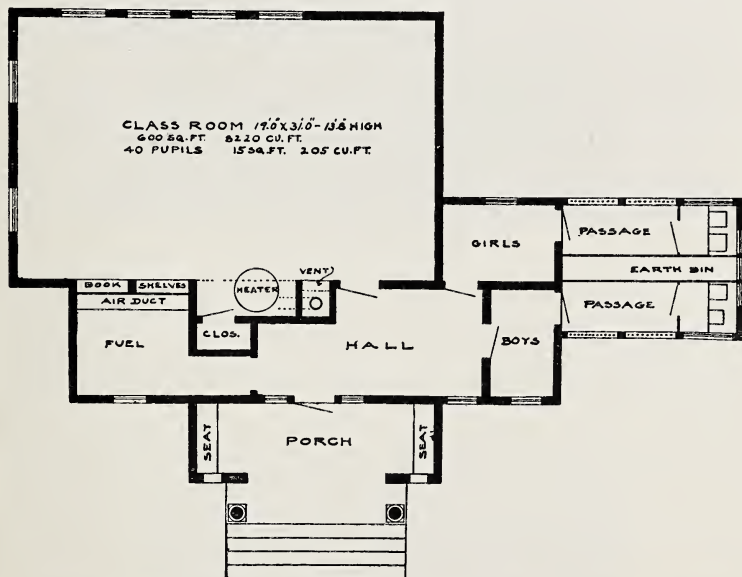 CLASS ROOM 19'.0" X 31'.0" - 13'.8 HIGH
600 SQ. FT. 8220 CU. FT.
40 PUPILS 15 SQ. FT. 205 CU. FT.
PASSAGE
GIRLS
EARTH BIN
VENT
BOOK SHELVES
HEATER
AIR DUCT
PASSAGE
CLOS.
FUEL
HALL
BOYS
SEAT
PORCH
SEAT